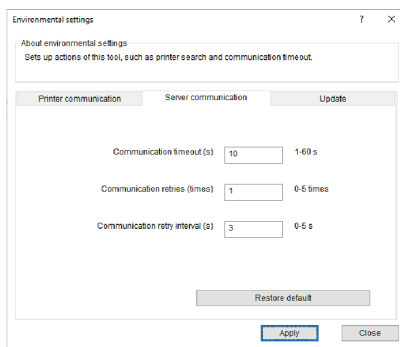 Environmental settings ? ×
About environmental settings
Sets up actions of this tool, such as printer search and communication timeout.
Printer communication Server communication Update
Communication timeout (s) 10 1-60 s
Communication retries (times) 1 0-5 times
Communication retry interval (s) 3 0-5 s
Restore default
Apply Close